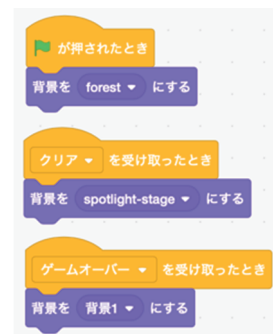 が押されたとき
背景を forest にする
クリア を受け取ったとき
背景を spotlight-stage にする
ゲームオーバー を受け取ったとき
背景を 背景1 にする